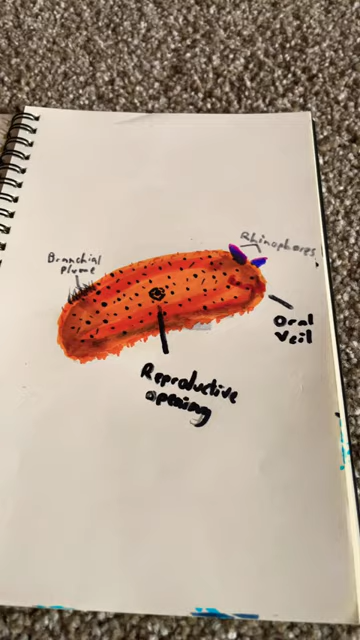 Rhinophores
Branchial
plume
Oral
Veil
Reproductive
opening